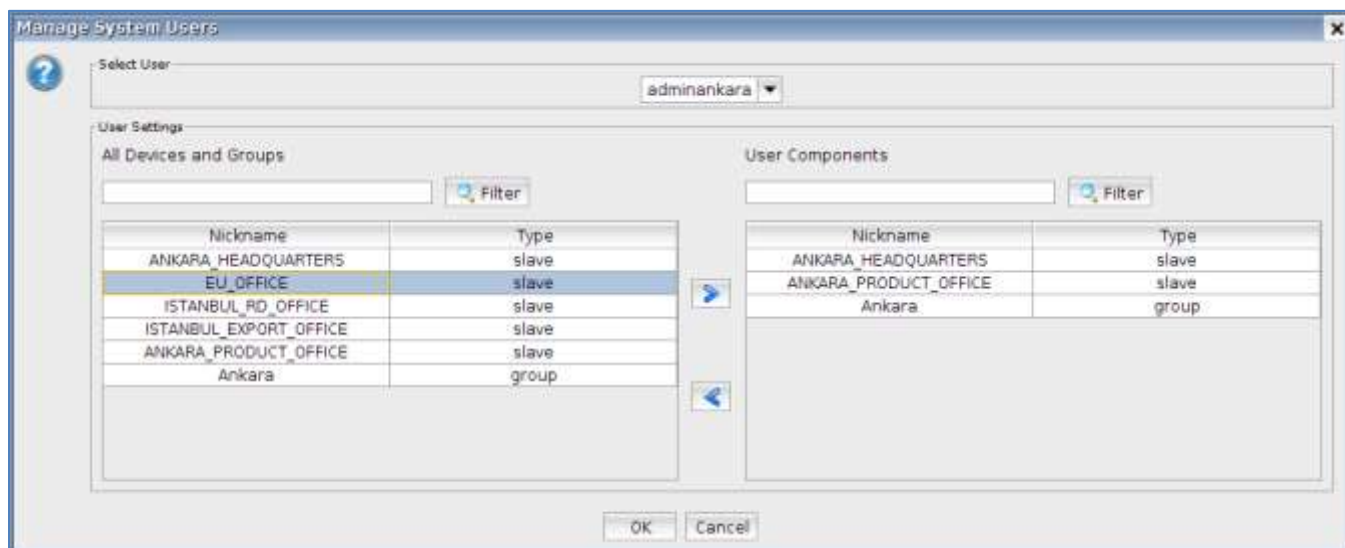 Manage System Users
Select User
adminankara
User Settings
All Devices and Groups
User Components
Filter
Filter
Nickname Type
ANKARA_HEADQUARTERS slave
EU_OFFICE slave
ISTANBUL_RD_OFFICE slave
ISTANBUL_EXPORT_OFFICE slave
ANKARA_PRODUCT_OFFICE slave
Ankara group
Nickname Type
ANKARA_HEADQUARTERS slave
ANKARA_PRODUCT_OFFICE slave
Ankara group
OK Cancel